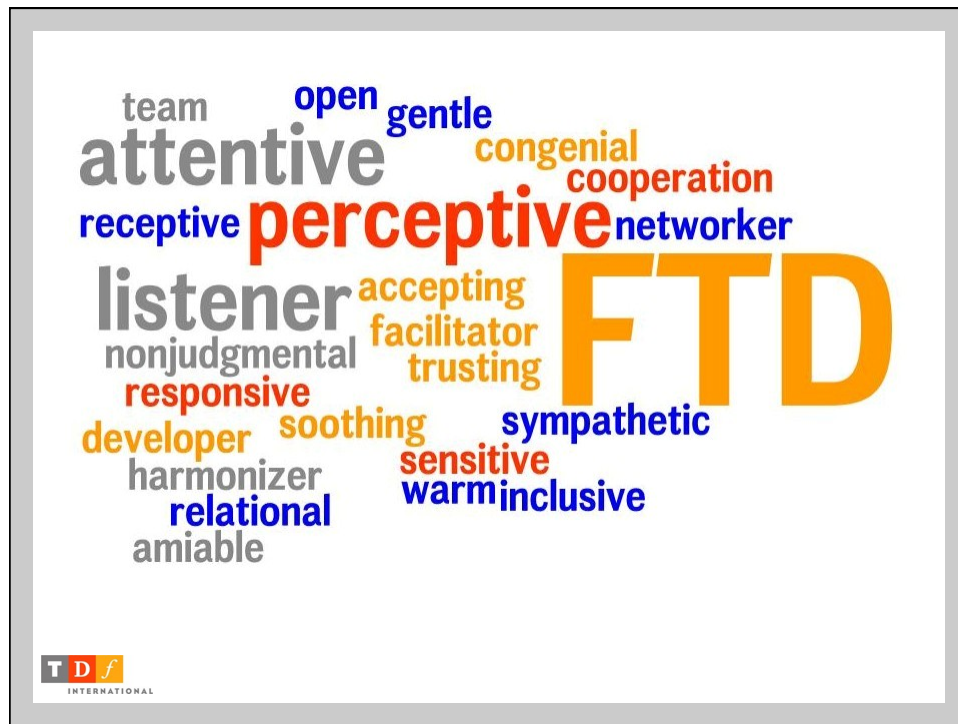 team
open
gentle
attentive
congenial
cooperation
receptive
perceptive
networker
listener
accepting
FTD
facilitator
nonjudgmental
trusting
responsive
soothing
sympathetic
developer
sensitive
harmonizer
warm
inclusive
relational
amiable
T D f
INTERNATIONAL